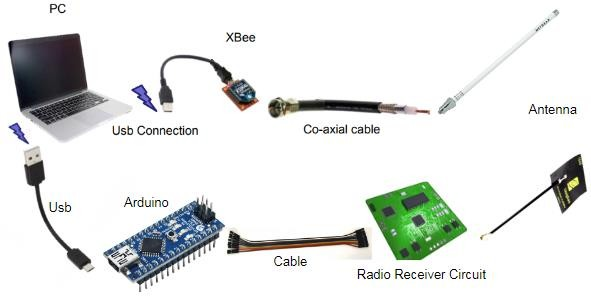 PC
XBee
Usb Connection
Co-axial cable
Antenna
Usb
Arduino
Cable
Radio Receiver Circuit